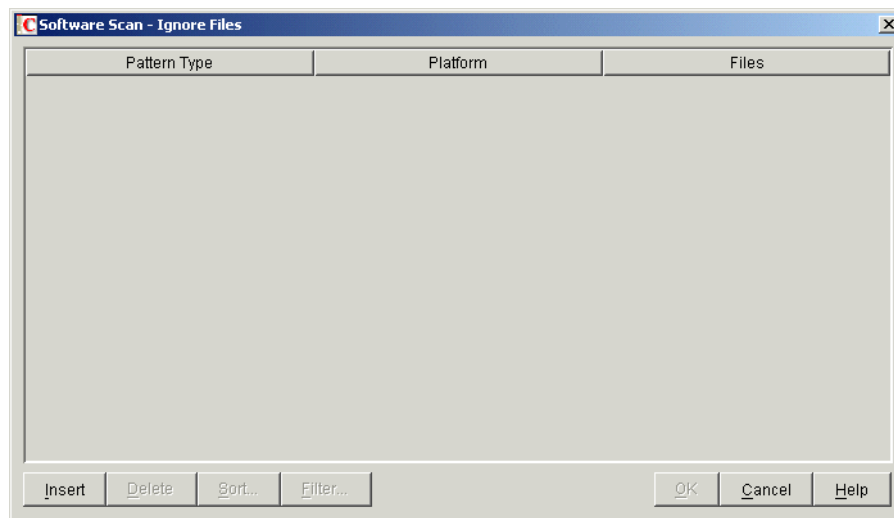 C Software Scan - Ignore Files
Pattern Type Platform Files
Insert Delete Sort... Filter... OK Cancel Help